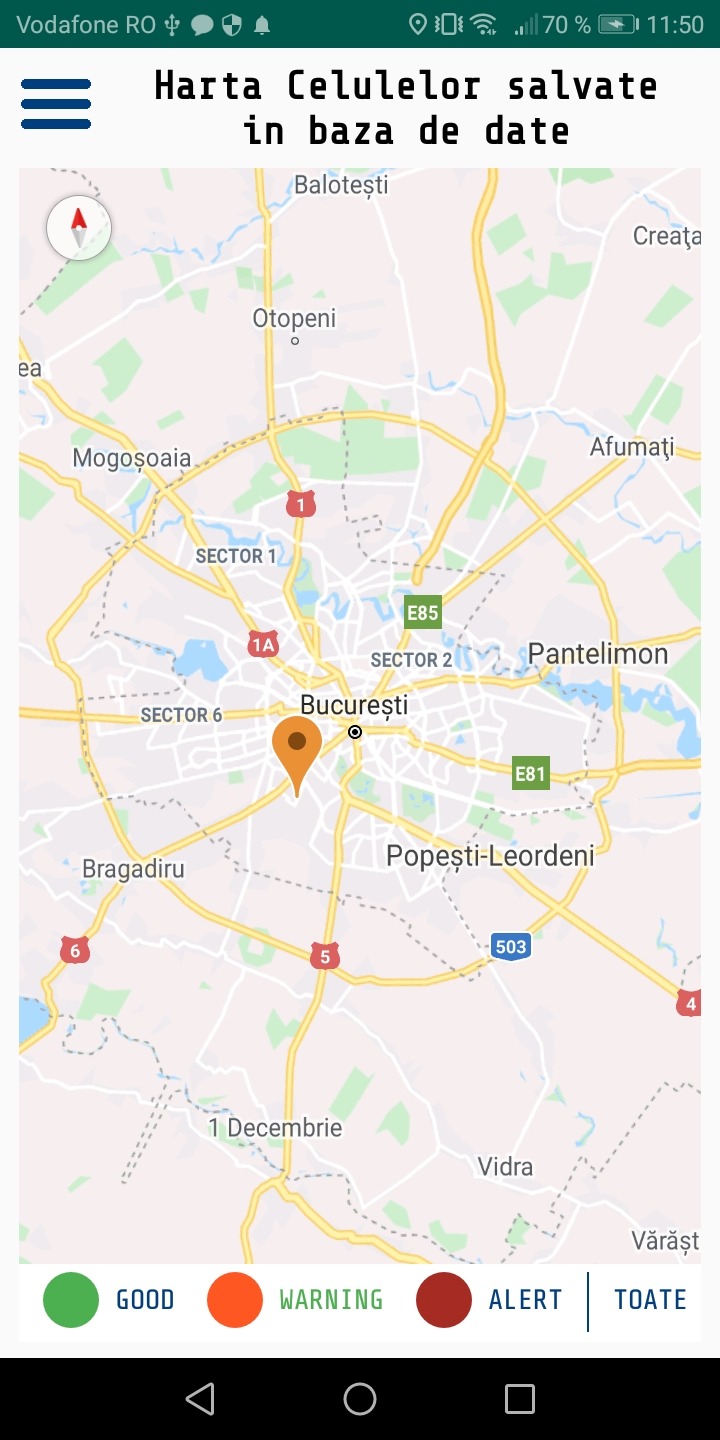 Vodafone RO 70 % 11:50
Harta Celulelor salvate
in baza de date
Balotești
Creața
Otopeni
ea
Mogoșoaia
Afumați
1
SECTOR 1
E85
1A
SECTOR 2
Pantelimon
București
SECTOR 6
E81
Popești-Leordeni
Bragadiru
6
5
503
4
1 Decembrie
Vidra
Vărășt
GOOD WARNING ALERT TOATE